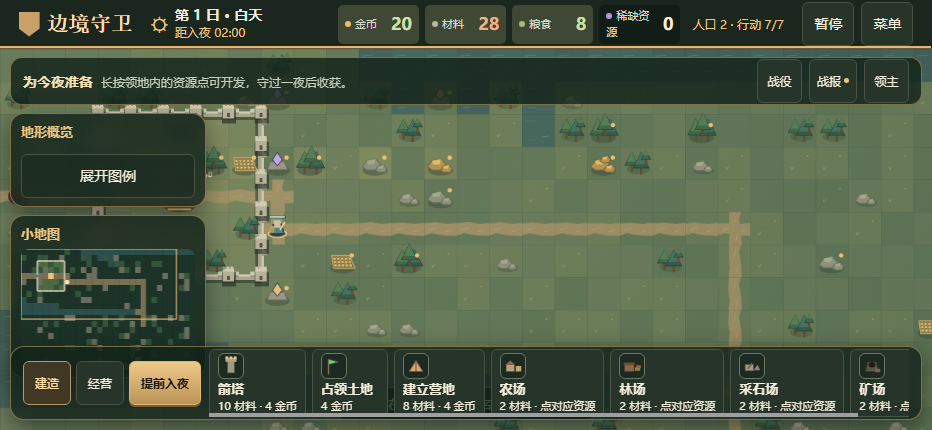 边境守卫
第 1 日 · 白天
距入夜 02:00
金币 20
材料 28
粮食 8
稀缺资源 0
人口 2 · 行动 7/7
暂停
菜单
为今夜准备 长按领地内的资源点可开发，守过一夜后收获。
战役
战报
领主
地形概览
展开图例
小地图
建造
经营
提前入夜
箭塔
10 材料 · 4 金币
占领土地
4 金币
建立营地
8 材料 · 4 金币
农场
2 材料 · 点对应资源
林场
2 材料 · 点对应资源
采石场
2 材料 · 点对应资源
矿场
2 材料 · 点